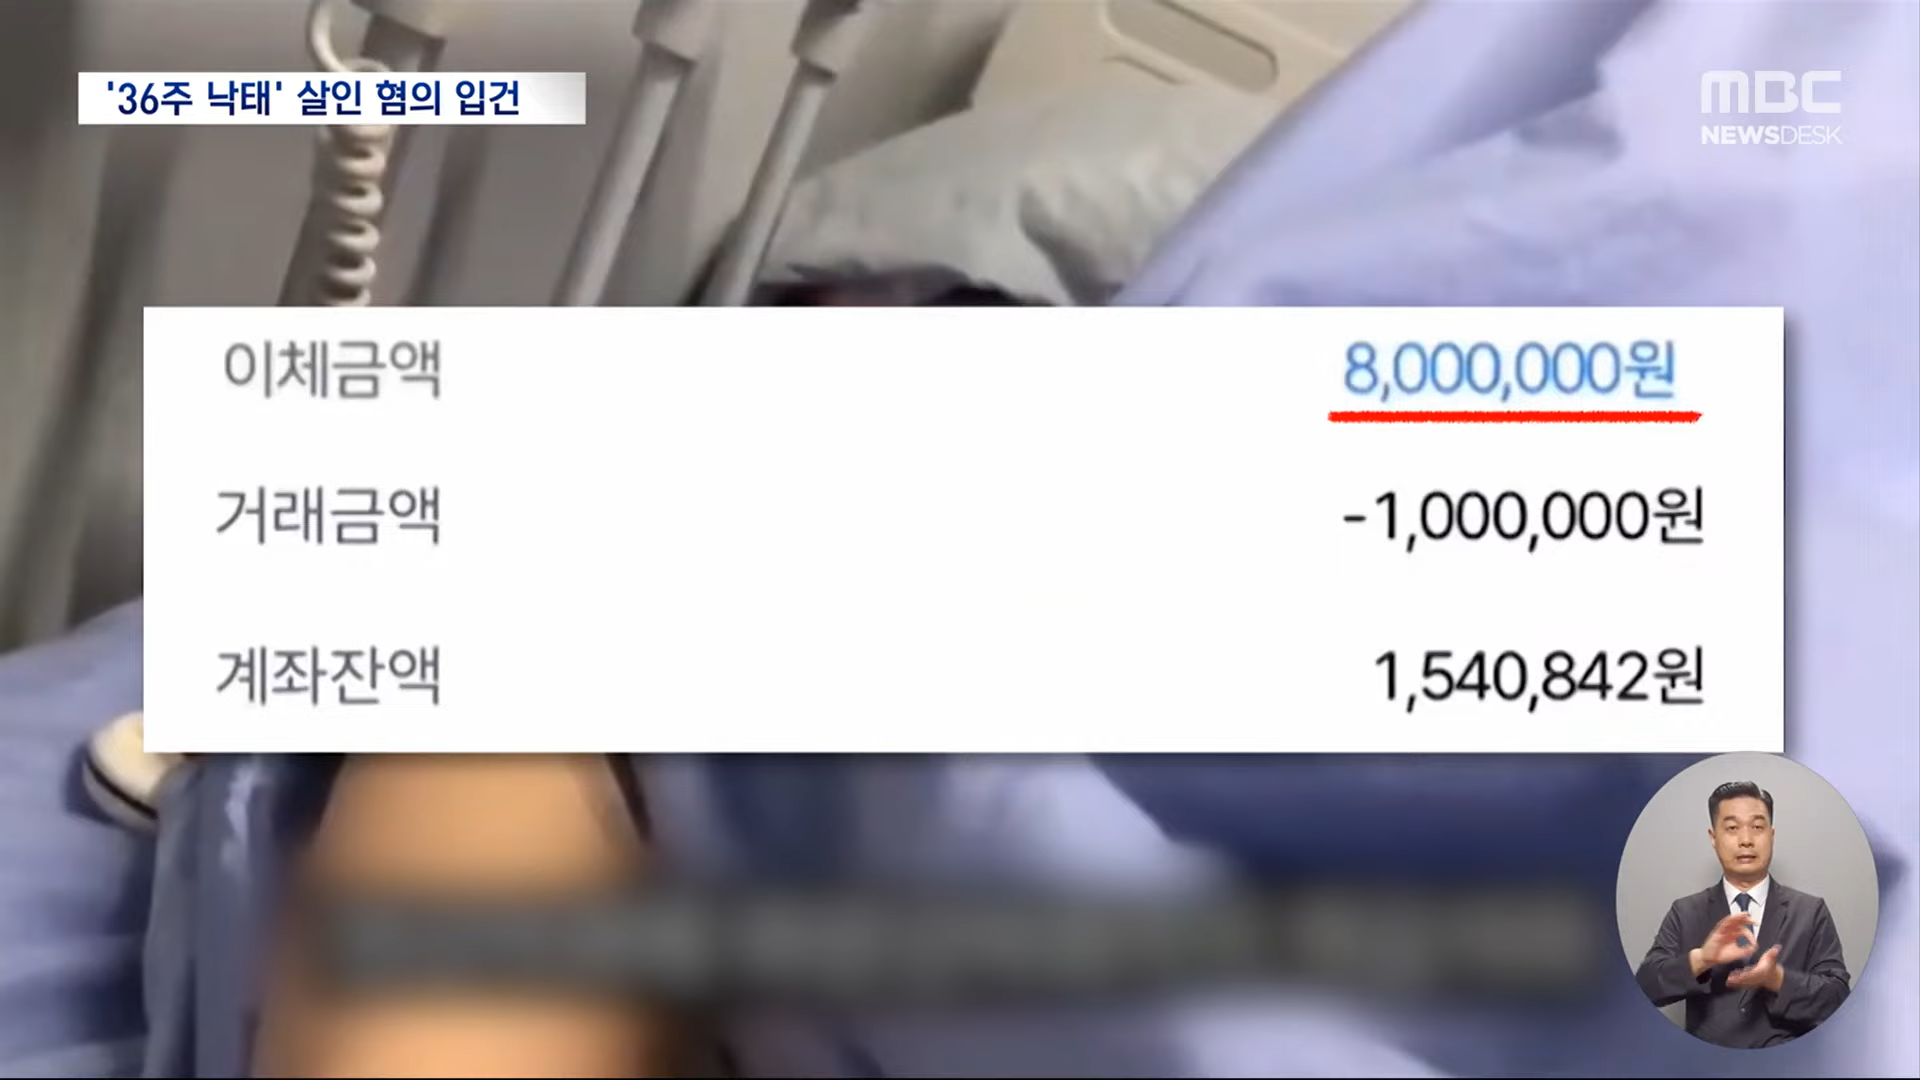 '36주 낙태' 살인 혐의 입건
MBC
NEWSDESK
이체금액 8,000,000원
거래금액 -1,000,000원
계좌잔액 1,540,842원